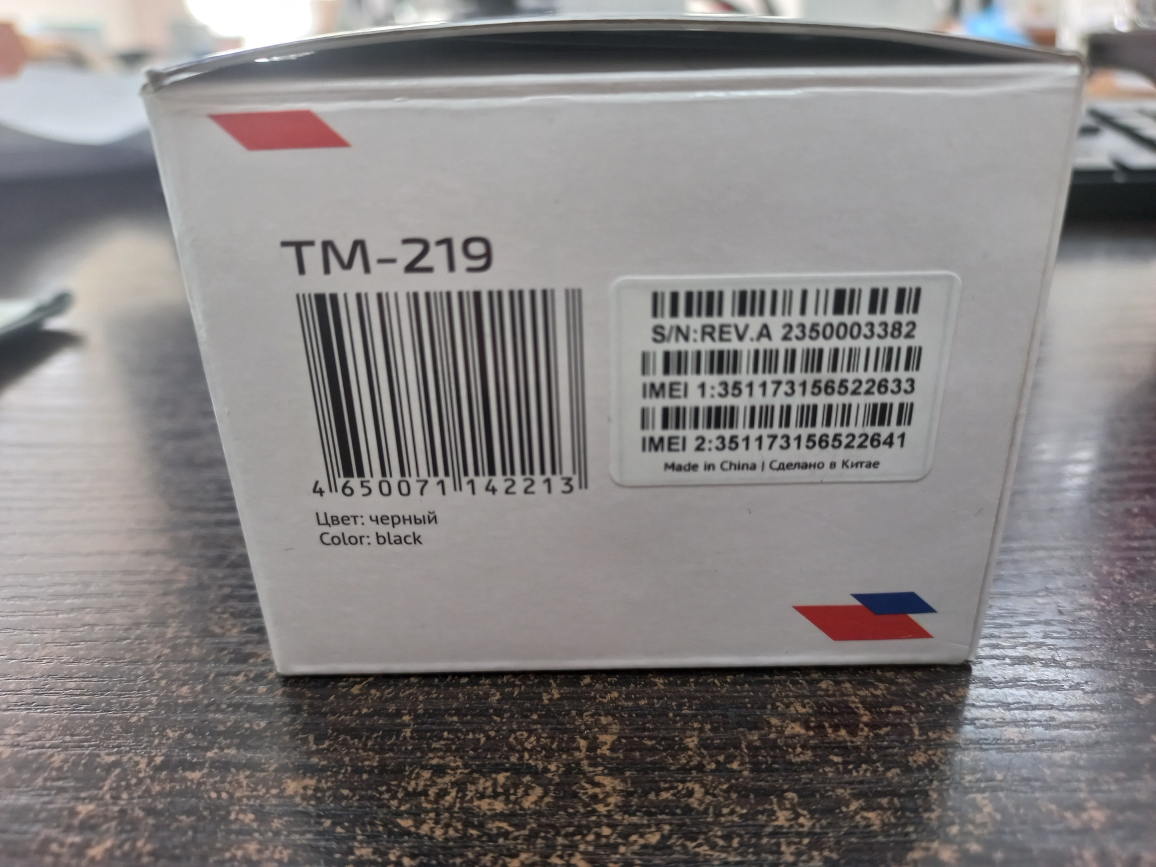 TM-219
4 650071 142213
Цвет: черный
Color: black
S/N:REV.A 2350003382
IMEI 1:351173156522633
IMEI 2:351173156522641
Made in China | Сделано в Китае